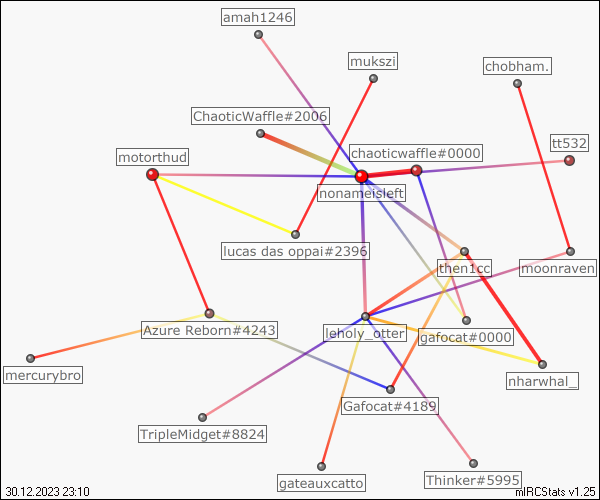 amah1246
mukszi
chobham.
ChaoticWaffle#2006
tt532
chaoticwaffle#0000
motorthud
nonameisleft
lucas das oppai#2396
then1cc
moonraven
Azure Reborn#4243
leholy_otter
gafocat#0000
mercurybro
nharwhal_
Gafocat#4189
TripleMidget#8824
gateauxcatto
Thinker#5995
30.12.2023 23:10
mIRCStats v1.25